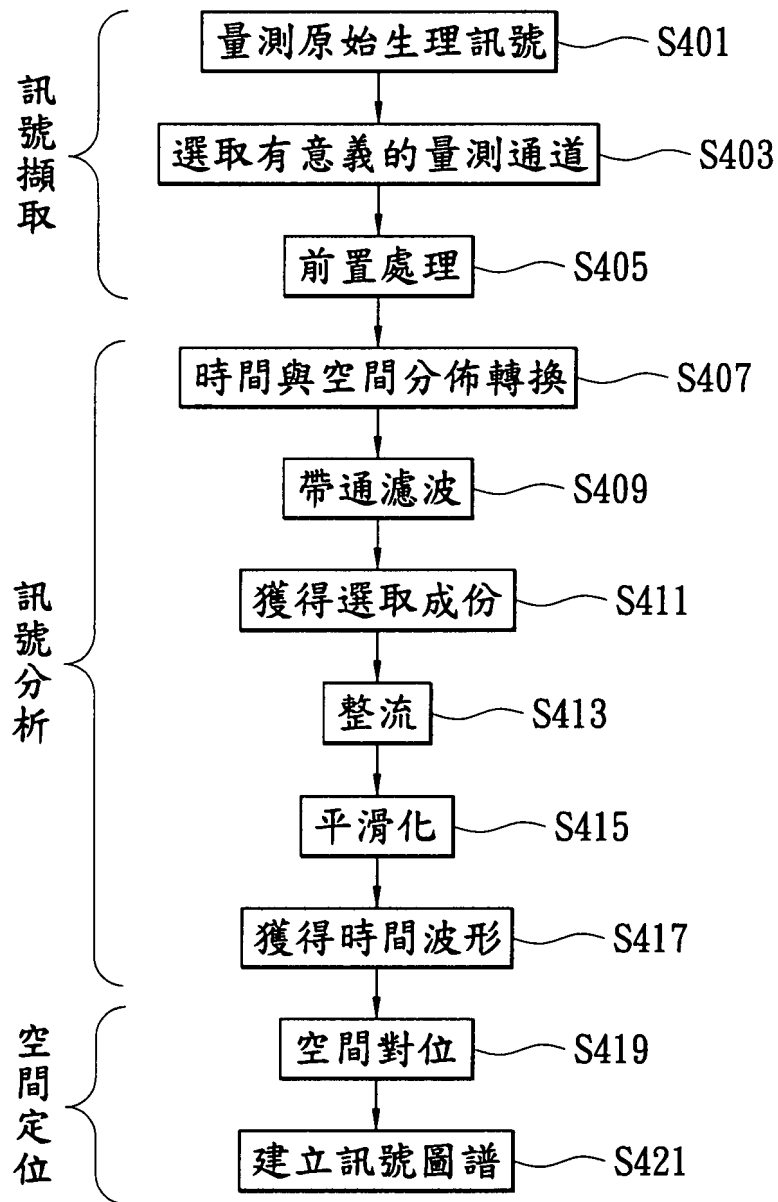 訊號擷取
量測原始生理訊號 S401
選取有意義的量測通道 S403
前置處理 S405
訊號分析
時間與空間分佈轉換 S407
帶通濾波 S409
獲得選取成份 S411
整流 S413
平滑化 S415
獲得時間波形 S417
空間定位
空間對位 S419
建立訊號圖譜 S421